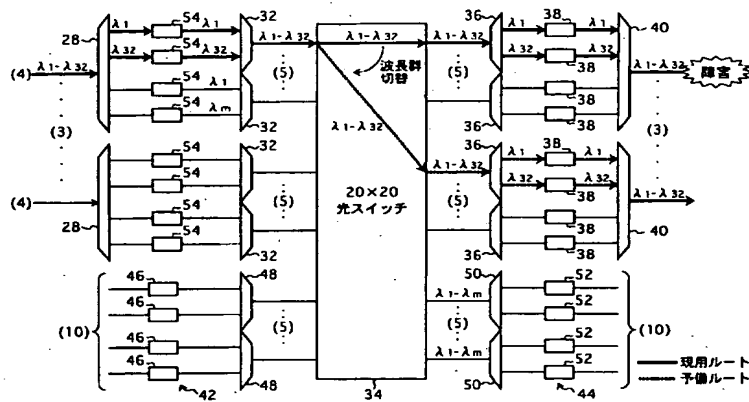 28
λ1
54
λ1
32
λ32
54
λ32
(4)
λ1-λ32
54
λ1
54
λm
32
(3)
λ1-λ32
(5)
λ1-λ37
波長群
切替
λ1-λ32
20×20
光スイッチ
34
λ1-λ32
36
λ1
38
λ1
40
λ32
38
λ32
38
38
36
(5)
λ1-λ32
障害
(3)
(4)
28
54
54
54
54
32
32
(5)
λ1-λ32
36
λ1
38
λ1
λ32
38
λ32
38
38
36
(5)
λ1-λ32
40
(10)
46
46
46
46
48
48
(5)
42
λ1-λm
50
(5)
λ1-λm
50
52
52
52
52
(10)
44
現用ルート
予備ルート